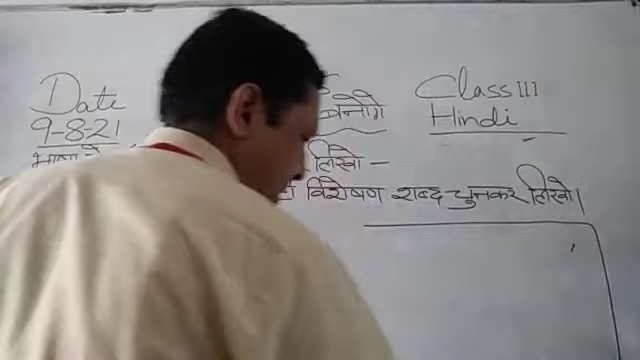 Date
9-8-21
बनोगे
Class III
Hindi
भाषा
लिखो —
विशेषण शब्द चुनकर लिखो।